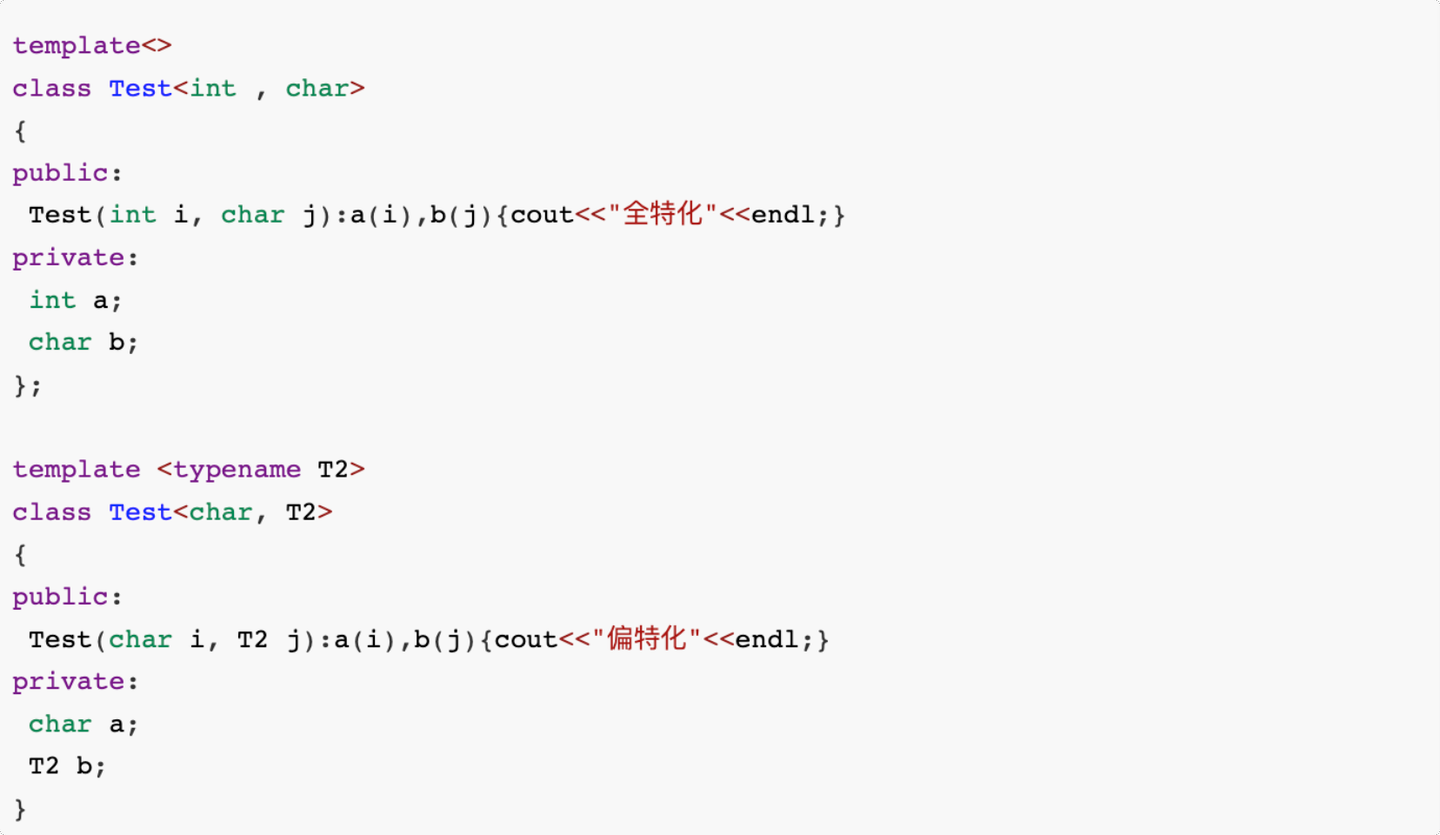 template<>
class Test<int , char>
{
public:
 Test(int i, char j):a(i),b(j){cout<<"全特化"<<endl;}
private:
 int a;
 char b;
};

template <typename T2>
class Test<char, T2>
{
public:
 Test(char i, T2 j):a(i),b(j){cout<<"偏特化"<<endl;}
private:
 char a;
 T2 b;
}